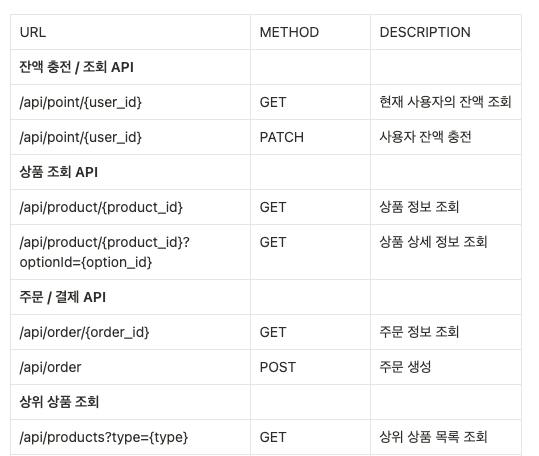 URL METHOD DESCRIPTION
잔액 충전 / 조회 API
/api/point/{user_id} GET 현재 사용자의 잔액 조회
/api/point/{user_id} PATCH 사용자 잔액 충전
상품 조회 API
/api/product/{product_id} GET 상품 정보 조회
/api/product/{product_id}? GET 상품 상세 정보 조회
optionId={option_id}
주문 / 결제 API
/api/order/{order_id} GET 주문 정보 조회
/api/order POST 주문 생성
상위 상품 조회
/api/products?type={type} GET 상위 상품 목록 조회